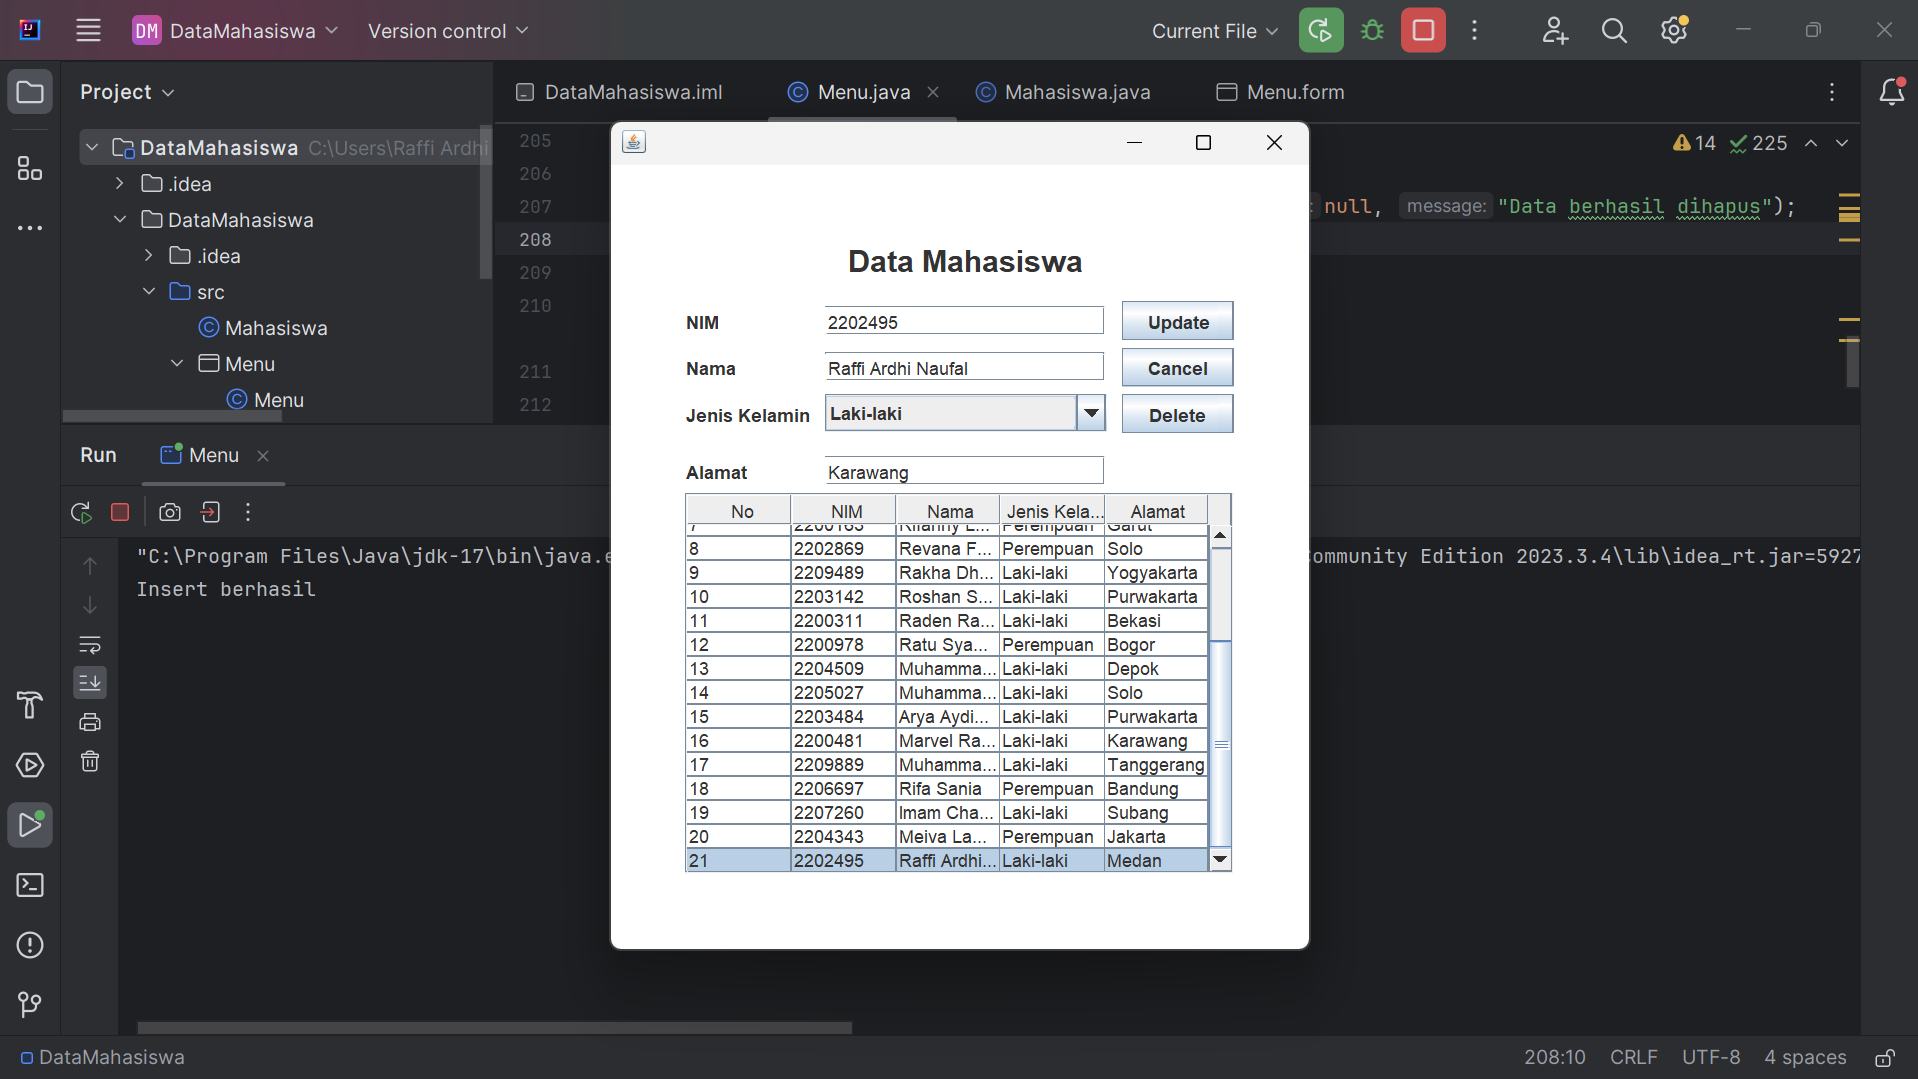 DM DataMahasiswa Version control Current File
Project
DataMahasiswa.iml Menu.java Mahasiswa.java Menu.form
DataMahasiswa C:\Users\Raffi Ardhi
.idea
DataMahasiswa
.idea
src
Mahasiswa
Menu
Menu
205
206
207
208
209
210
211
212
14 225
: null, message: "Data berhasil dihapus");
Data Mahasiswa
NIM 2202495 Update
Nama Raffi Ardhi Naufal Cancel
Jenis Kelamin Laki-laki Delete
Alamat Karawang
No NIM Nama Jenis Kela... Alamat
7 2200163 Perempuan Garut
8 2202869 Revana F... Perempuan Solo
9 2209489 Rakha Dh... Laki-laki Yogyakarta
10 2203142 Roshan S... Laki-laki Purwakarta
11 2200311 Raden Ra... Laki-laki Bekasi
12 2200978 Ratu Sya... Perempuan Bogor
13 2204509 Muhamma... Laki-laki Depok
14 2205027 Muhamma... Laki-laki Solo
15 2203484 Arya Aydi... Laki-laki Purwakarta
16 2200481 Marvel Ra... Laki-laki Karawang
17 2209889 Muhamma... Laki-laki Tanggerang
18 2206697 Rifa Sania Perempuan Bandung
19 2207260 Imam Cha... Laki-laki Subang
20 2204343 Meiva La... Perempuan Jakarta
21 2202495 Raffi Ardhi... Laki-laki Medan
Run Menu
"C:\Program Files\Java\jdk-17\bin\java.e ommunity Edition 2023.3.4\lib\idea_rt.jar=5927
Insert berhasil
DataMahasiswa 208:10 CRLF UTF-8 4 spaces